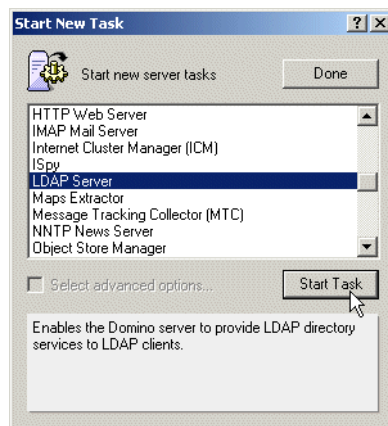 Start New Task
Start new server tasks
Done
HTTP Web Server
IMAP Mail Server
Internet Cluster Manager (ICM)
ISpy
LDAP Server
Maps Extractor
Message Tracking Collector (MTC)
NNTP News Server
Object Store Manager
Select advanced options...
Start Task
Enables the Domino server to provide LDAP directory
services to LDAP clients.